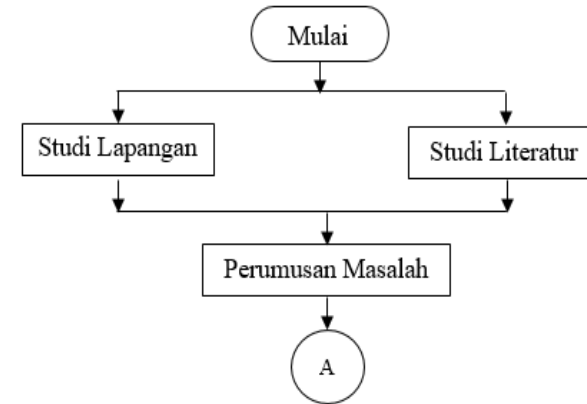 Mulai
Studi Lapangan
Studi Literatur
Perumusan Masalah
A